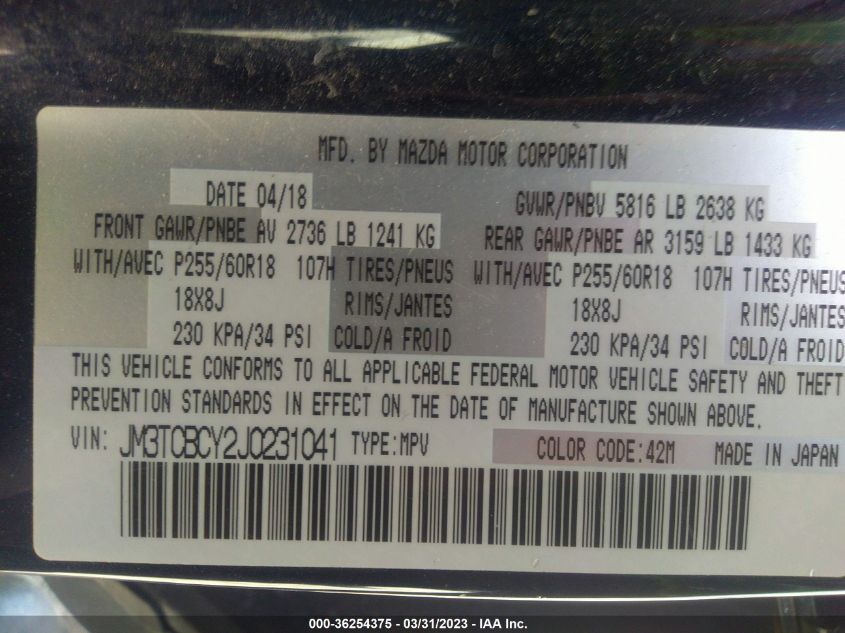 MFD. BY MAZDA MOTOR CORPORATION
DATE 04/18 GVWR/PNBV 5816 LB 2638 KG
FRONT GAWR/PNBE AV 2736 LB 1241 KG REAR GAWR/PNBE AR 3159 LB 1433 KG
WITH/AVEC P255/60R18 107H TIRES/PNEUS WITH/AVEC P255/60R18 107H TIRES/PNEUS
18X8J RIMS/JANTES 18X8J RIMS/JANTES
230 KPA/34 PSI COLD/A FROID 230 KPA/34 PSI COLD/A FROID
THIS VEHICLE CONFORMS TO ALL APPLICABLE FEDERAL MOTOR VEHICLE SAFETY AND THEFT
PREVENTION STANDARDS IN EFFECT ON THE DATE OF MANUFACTURE SHOWN ABOVE.
VIN: JM3TCBCY2J0231041 TYPE:MPV COLOR CODE:42M MADE IN JAPAN
000-36254375 - 03/31/2023 - IAA Inc.